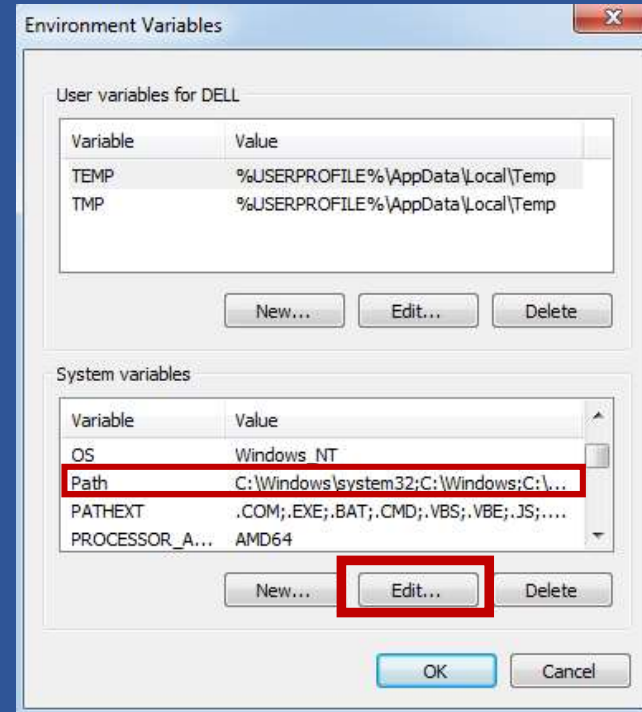 Environment Variables
User variables for DELL
Variable Value
TEMP %USERPROFILE%\AppData\Local\Temp
TMP %USERPROFILE%\AppData\Local\Temp
New... Edit... Delete
System variables
Variable Value
OS Windows_NT
Path C:\Windows\system32;C:\Windows;C:\...
PATHEXT .COM;.EXE;.BAT;.CMD;.VBS;.VBE;.JS;....
PROCESSOR_A... AMD64
New... Edit... Delete
OK Cancel